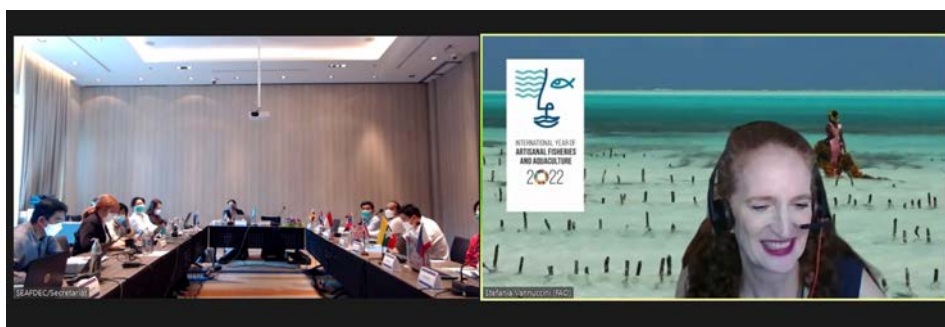 INTERNATIONAL YEAR OF
ARTISANAL FISHERIES
AND AQUACULTURE
2022
SEAFDEC/Secretariat
Stefania Vannuccini (FAO)